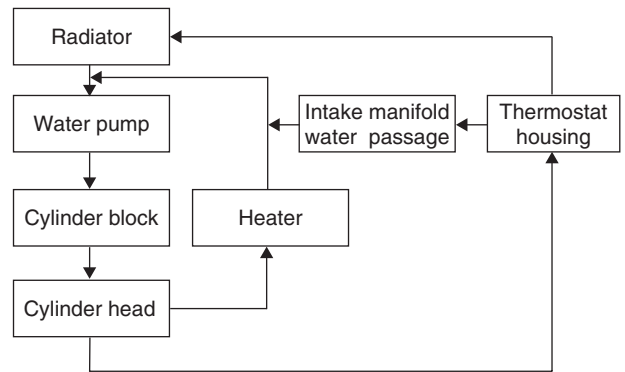 Radiator
Water pump
Intake manifold
water passage
Thermostat
housing
Cylinder block
Heater
Cylinder head